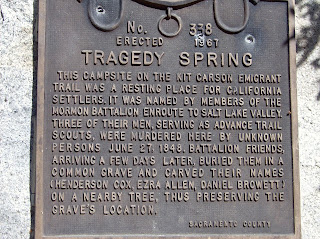 No. 338
ERECTED 1967
TRAGEDY SPRING
THIS CAMPSITE ON THE KIT CARSON EMIGRANT
TRAIL WAS A RESTING PLACE FOR CALIFORNIA
SETTLERS. IT WAS NAMED BY MEMBERS OF THE
MORMON BATTALION ENROUTE TO SALT LAKE VALLEY.
THREE OF THEIR MEN, SERVING AS ADVANCE TRAIL
SCOUTS, WERE MURDERED HERE BY UNKNOWN
PERSONS JUNE 27, 1848. BATTALION FRIENDS,
ARRIVING A FEW DAYS LATER, BURIED THEM IN A
COMMON GRAVE AND CARVED THEIR NAMES
(HENDERSON COX, EZRA ALLEN, DANIEL BROWETT)
ON A NEARBY TREE, THUS PRESERVING THE
GRAVE'S LOCATION.
SACRAMENTO COUNTY